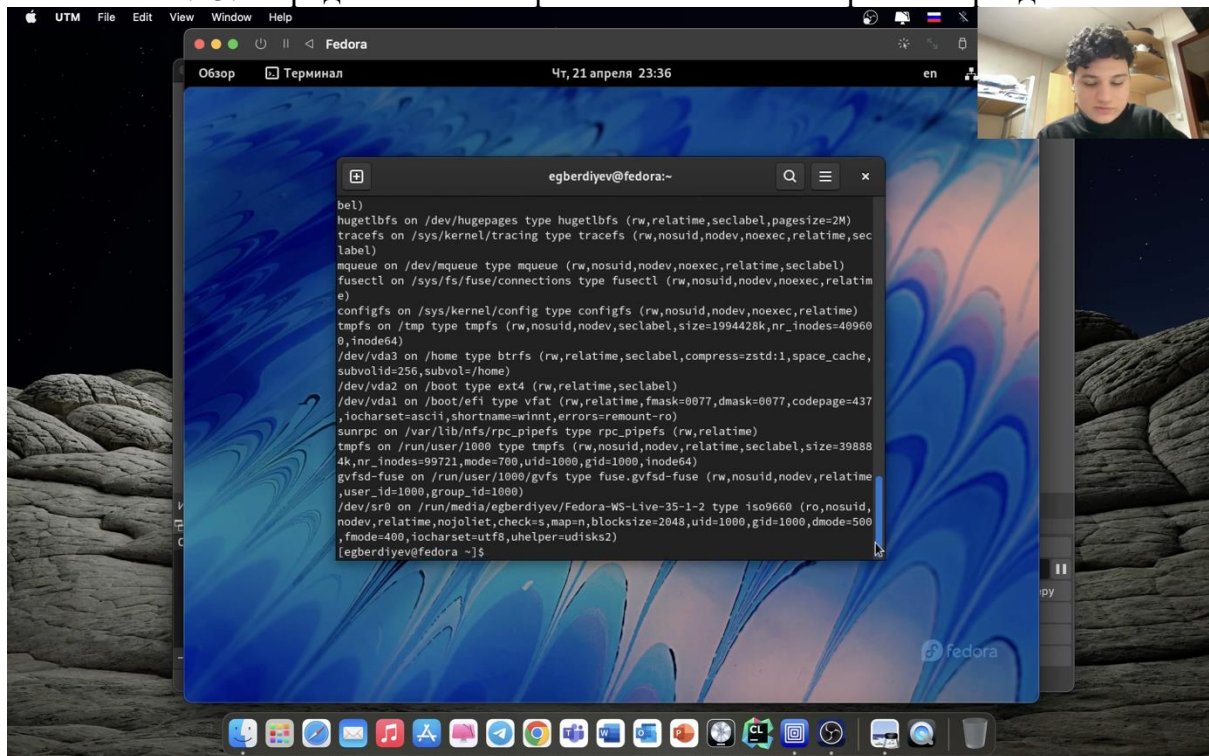 UTM File Edit View Window Help
Fedora
Обзор Терминал Чт, 21 апреля 23:36 en
egberdiyev@fedora:~
bel)
hugetlbfs on /dev/hugepages type hugetlbfs (rw,relatime,seclabel,pagesize=2M)
tracefs on /sys/kernel/tracing type tracefs (rw,nosuid,nodev,noexec,relatime,sec
label)
mqueue on /dev/mqueue type mqueue (rw,nosuid,nodev,noexec,relatime,seclabel)
fusectl on /sys/fs/fuse/connections type fusectl (rw,nosuid,nodev,noexec,relatim
e)
configfs on /sys/kernel/config type configfs (rw,nosuid,nodev,noexec,relatime)
tmpfs on /tmp type tmpfs (rw,nosuid,nodev,seclabel,size=1994428k,nr_inodes=40960
0,inode64)
/dev/vda3 on /home type btrfs (rw,relatime,seclabel,compress=zstd:1,space_cache,
subvolid=256,subvol=/home)
/dev/vda2 on /boot type ext4 (rw,relatime,seclabel)
/dev/vda1 on /boot/efi type vfat (rw,relatime,fmask=0077,dmask=0077,codepage=437
,iocharset=ascii,shortname=winnt,errors=remount-ro)
sunrpc on /var/lib/nfs/rpc_pipefs type rpc_pipefs (rw,relatime)
tmpfs on /run/user/1000 type tmpfs (rw,nosuid,nodev,relatime,seclabel,size=39888
4k,nr_inodes=99721,mode=700,uid=1000,gid=1000,inode64)
gvfsd-fuse on /run/user/1000/gvfs type fuse.gvfsd-fuse (rw,nosuid,nodev,relatime
,user_id=1000,group_id=1000)
/dev/sr0 on /run/media/egberdiyev/Fedora-WS-Live-35-1-2 type iso9660 (ro,nosuid,
nodev,relatime,nojoliet,check=s,map=n,blocksize=2048,uid=1000,gid=1000,dmode=500
,fmode=400,iocharset=utf8,uhelper=udisks2)
[egberdiyev@fedora ~]$
fedora
CL